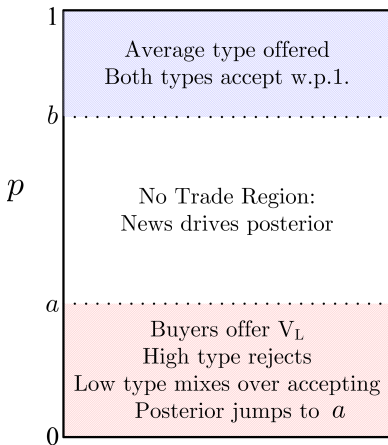 1
Average type offered
Both types accept w.p.1.
b
p
No Trade Region:
News drives posterior
a
Buyers offer V_L
High type rejects
Low type mixes over accepting
Posterior jumps to a
0